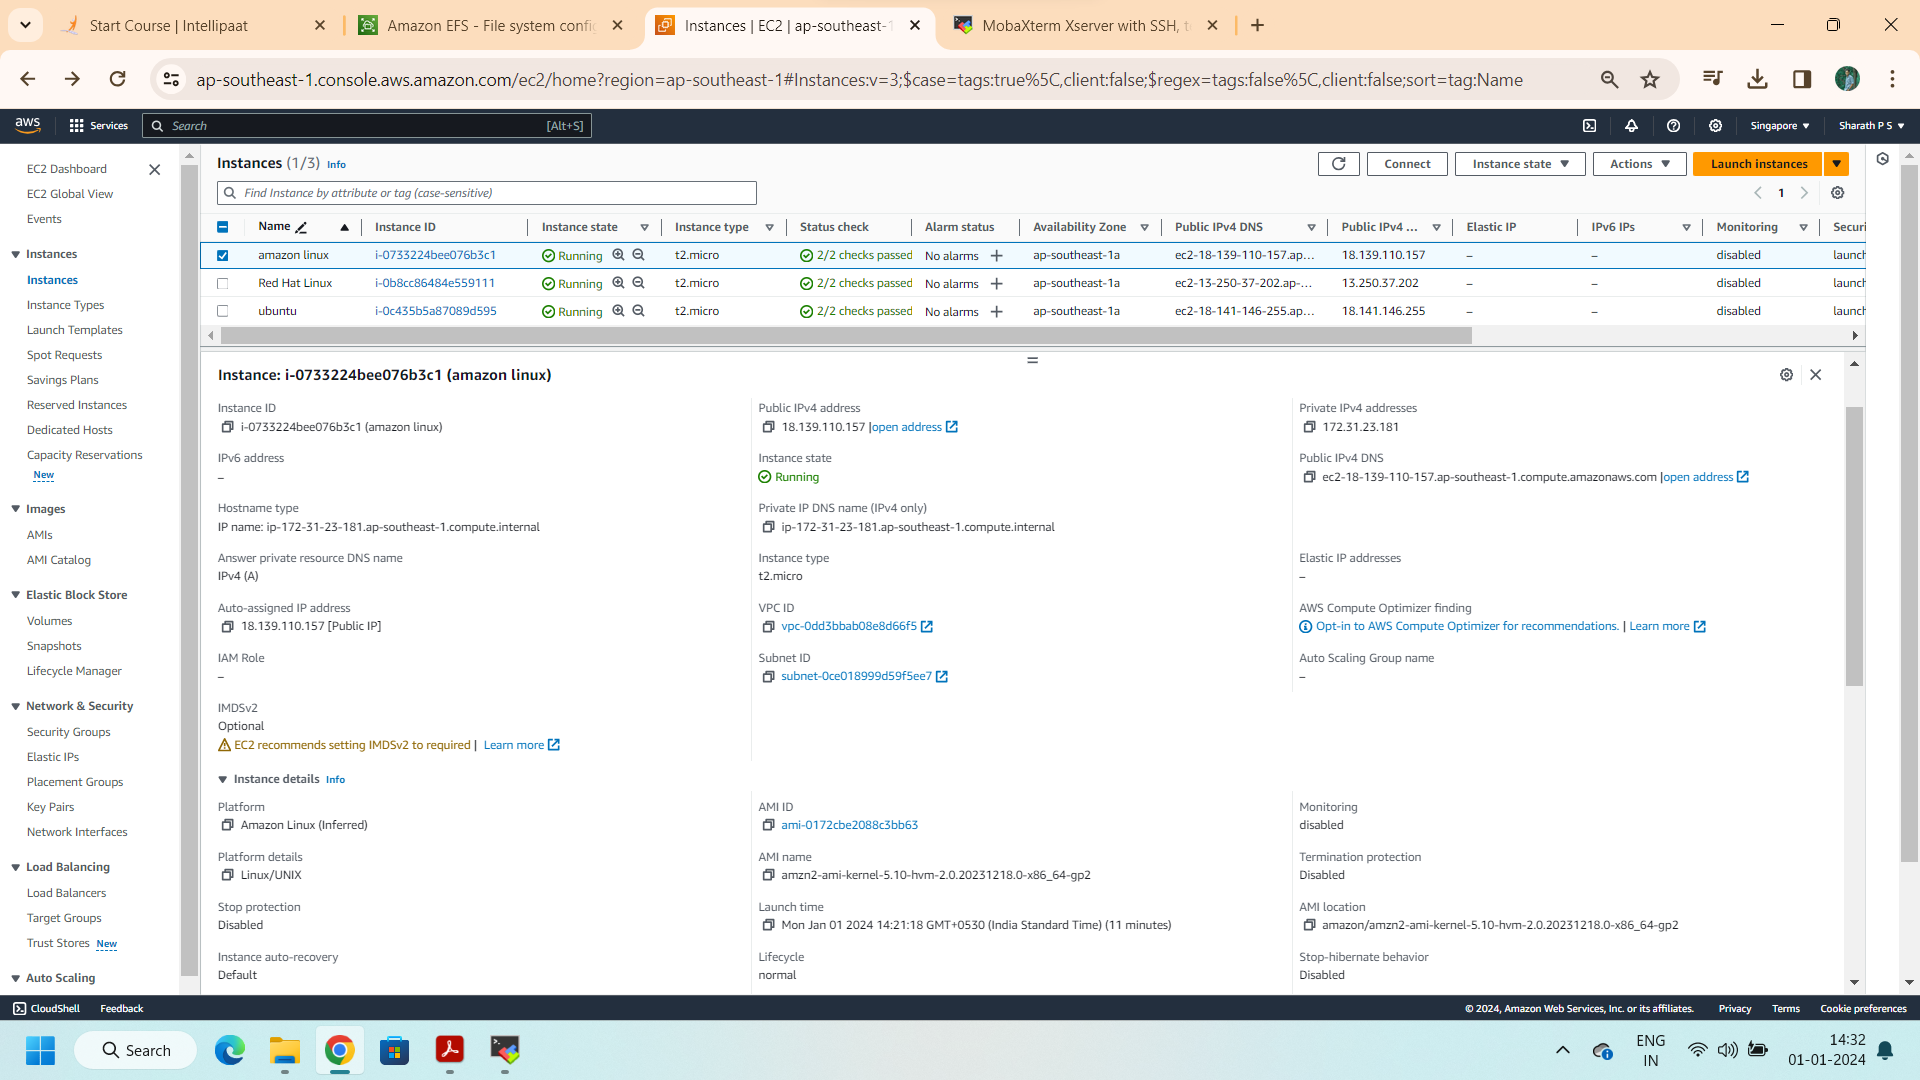 Start Course | Intellipaat
Amazon EFS - File system config
Instances | EC2 | ap-southeast-1
MobaXterm Xserver with SSH, te
ap-southeast-1.console.aws.amazon.com/ec2/home?region=ap-southeast-1#Instances:v=3;$case=tags:true%5C,client:false;$regex=tags:false%5C,client:false;sort=tag:Name
aws Services Search [Alt+S] Singapore Sharath P S
EC2 Dashboard
EC2 Global View
Events
Instances
Instances
Instance Types
Launch Templates
Spot Requests
Savings Plans
Reserved Instances
Dedicated Hosts
Capacity Reservations
New
Images
AMIs
AMI Catalog
Elastic Block Store
Volumes
Snapshots
Lifecycle Manager
Network & Security
Security Groups
Elastic IPs
Placement Groups
Key Pairs
Network Interfaces
Load Balancing
Load Balancers
Target Groups
Trust Stores New
Auto Scaling
Instances (1/3) Info
Connect Instance state Actions Launch instances
Find Instance by attribute or tag (case-sensitive)
1
Name Instance ID Instance state Instance type Status check Alarm status Availability Zone Public IPv4 DNS Public IPv4 ... Elastic IP IPv6 IPs Monitoring Securi
amazon linux i-0733224bee076b3c1 Running t2.micro 2/2 checks passed No alarms + ap-southeast-1a ec2-18-139-110-157.ap... 18.139.110.157 – – disabled launch
Red Hat Linux i-0b8cc86484e559111 Running t2.micro 2/2 checks passed No alarms + ap-southeast-1a ec2-13-250-37-202.ap-... 13.250.37.202 – – disabled launch
ubuntu i-0c435b5a87089d595 Running t2.micro 2/2 checks passed No alarms + ap-southeast-1a ec2-18-141-146-255.ap... 18.141.146.255 – – disabled launch
Instance: i-0733224bee076b3c1 (amazon linux)
Instance ID
i-0733224bee076b3c1 (amazon linux)
Public IPv4 address
18.139.110.157 |open address
Private IPv4 addresses
172.31.23.181
IPv6 address
–
Instance state
Running
Public IPv4 DNS
ec2-18-139-110-157.ap-southeast-1.compute.amazonaws.com |open address
Hostname type
IP name: ip-172-31-23-181.ap-southeast-1.compute.internal
Private IP DNS name (IPv4 only)
ip-172-31-23-181.ap-southeast-1.compute.internal
Answer private resource DNS name
IPv4 (A)
Instance type
t2.micro
Elastic IP addresses
–
Auto-assigned IP address
18.139.110.157 [Public IP]
VPC ID
vpc-0dd3bbab08e8d66f5
AWS Compute Optimizer finding
Opt-in to AWS Compute Optimizer for recommendations. | Learn more
IAM Role
–
Subnet ID
subnet-0ce018999d59f5ee7
Auto Scaling Group name
–
IMDSv2
Optional
EC2 recommends setting IMDSv2 to required | Learn more
Instance details Info
Platform
Amazon Linux (Inferred)
AMI ID
ami-0172cbe2088c3bb63
Monitoring
disabled
Platform details
Linux/UNIX
AMI name
amzn2-ami-kernel-5.10-hvm-2.0.20231218.0-x86_64-gp2
Termination protection
Disabled
Stop protection
Disabled
Launch time
Mon Jan 01 2024 14:21:18 GMT+0530 (India Standard Time) (11 minutes)
AMI location
amazon/amzn2-ami-kernel-5.10-hvm-2.0.20231218.0-x86_64-gp2
Instance auto-recovery
Default
Lifecycle
normal
Stop-hibernate behavior
Disabled
CloudShell Feedback © 2024, Amazon Web Services, Inc. or its affiliates. Privacy Terms Cookie preferences
Search
ENG
IN
14:32
01-01-2024